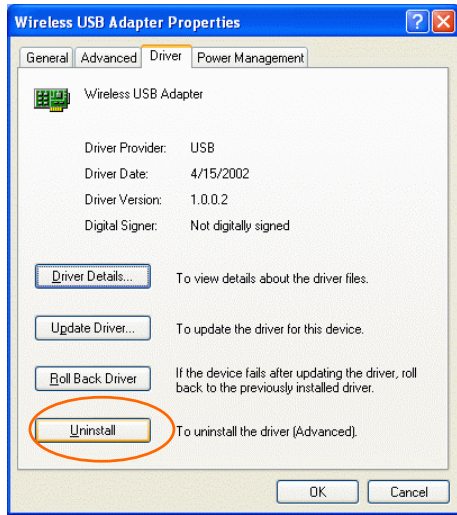 Wireless USB Adapter Properties
General Advanced Driver Power Management
Wireless USB Adapter
Driver Provider: USB
Driver Date: 4/15/2002
Driver Version: 1.0.0.2
Digital Signer: Not digitally signed
Driver Details... To view details about the driver files.
Update Driver... To update the driver for this device.
Roll Back Driver If the device fails after updating the driver, roll
back to the previously installed driver.
Uninstall To uninstall the driver (Advanced).
OK Cancel